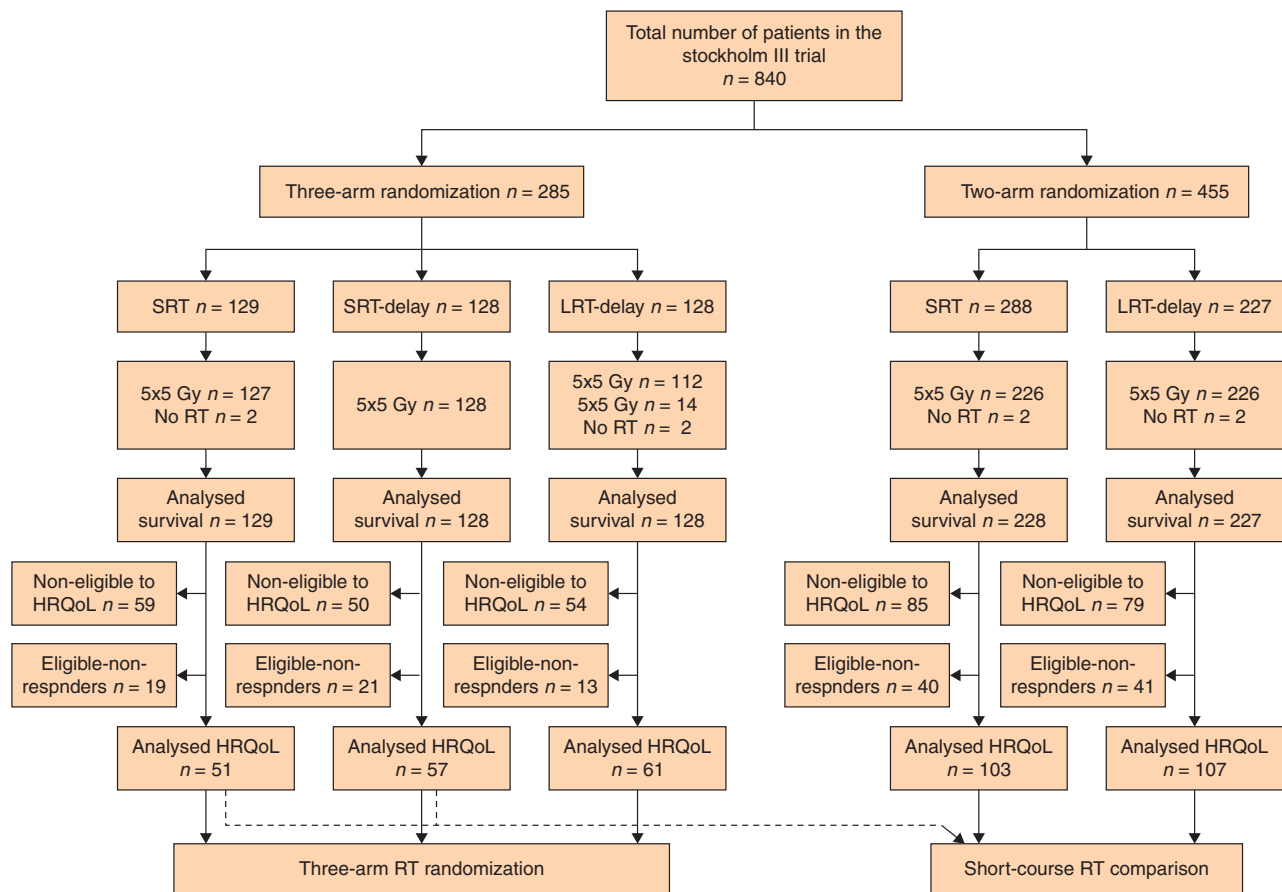 Total number of patients in the
stockholm III trial
n = 840
Three-arm randomization n = 285
Two-arm randomization n = 455
SRT n = 129
SRT-delay n = 128
LRT-delay n = 128
SRT n = 288
LRT-delay n = 227
5x5 Gy n = 127
No RT n = 2
5x5 Gy n = 128
5x5 Gy n = 112
5x5 Gy n = 14
No RT n = 2
5x5 Gy n = 226
No RT n = 2
5x5 Gy n = 226
No RT n = 2
Analysed
survival n = 129
Analysed
survival n = 128
Analysed
survival n = 128
Analysed
survival n = 228
Analysed
survival n = 227
Non-eligible to
HRQoL n = 59
Non-eligible to
HRQoL n = 50
Non-eligible to
HRQoL n = 54
Non-eligible to
HRQoL n = 85
Non-eligible to
HRQoL n = 79
Eligible-non-
respnders n = 19
Eligible-non-
respnders n = 21
Eligible-non-
respnders n = 13
Eligible-non-
respnders n = 40
Eligible-non-
respnders n = 41
Analysed HRQoL
n = 51
Analysed HRQoL
n = 57
Analysed HRQoL
n = 61
Analysed HRQoL
n = 103
Analysed HRQoL
n = 107
Three-arm RT randomization
Short-course RT comparison